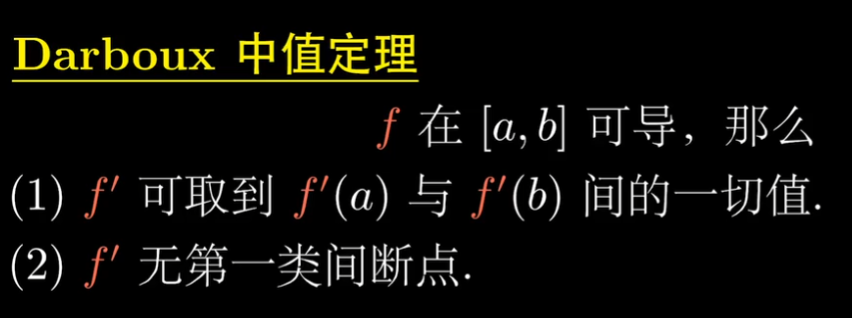 Darboux 中值定理
f 在 [a, b] 可导，那么
(1) f′ 可取到 f′(a) 与 f′(b) 间的一切值.
(2) f′ 无第一类间断点.